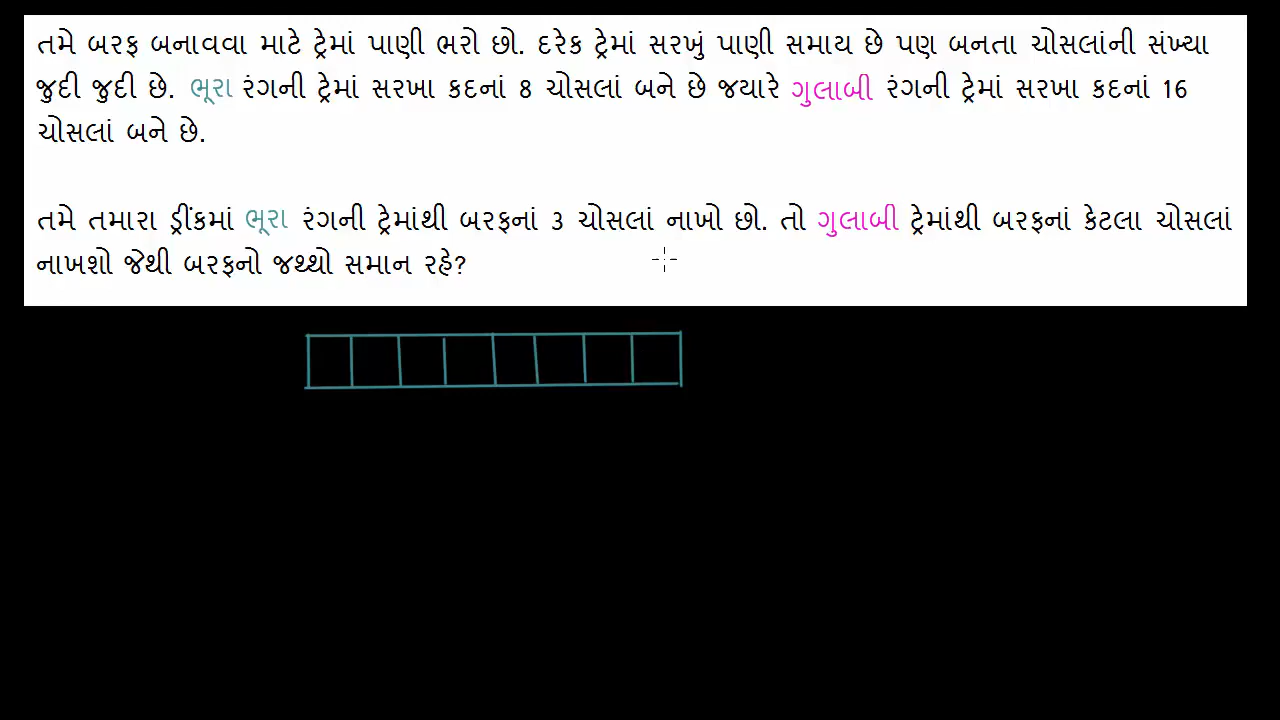 તમે બરફ બનાવવા માટે ટ્રેમાં પાણી ભરો છો. દરેક ટ્રેમાં સરખું પાણી સમાય છે પણ બનતા ચોસલાંની સંખ્યા
જુદી જુદી છે. ભૂરા રંગની ટ્રેમાં સરખા કદનાં 8 ચોસલાં બને છે જયારે ગુલાબી રંગની ટ્રેમાં સરખા કદનાં 16
ચોસલાં બને છે.
તમે તમારા ડ્રીંકમાં ભૂરા રંગની ટ્રેમાંથી બરફનાં 3 ચોસલાં નાખો છો. તો ગુલાબી ટ્રેમાંથી બરફનાં કેટલા ચોસલાં
નાખશો જેથી બરફનો જથ્થો સમાન રહે?